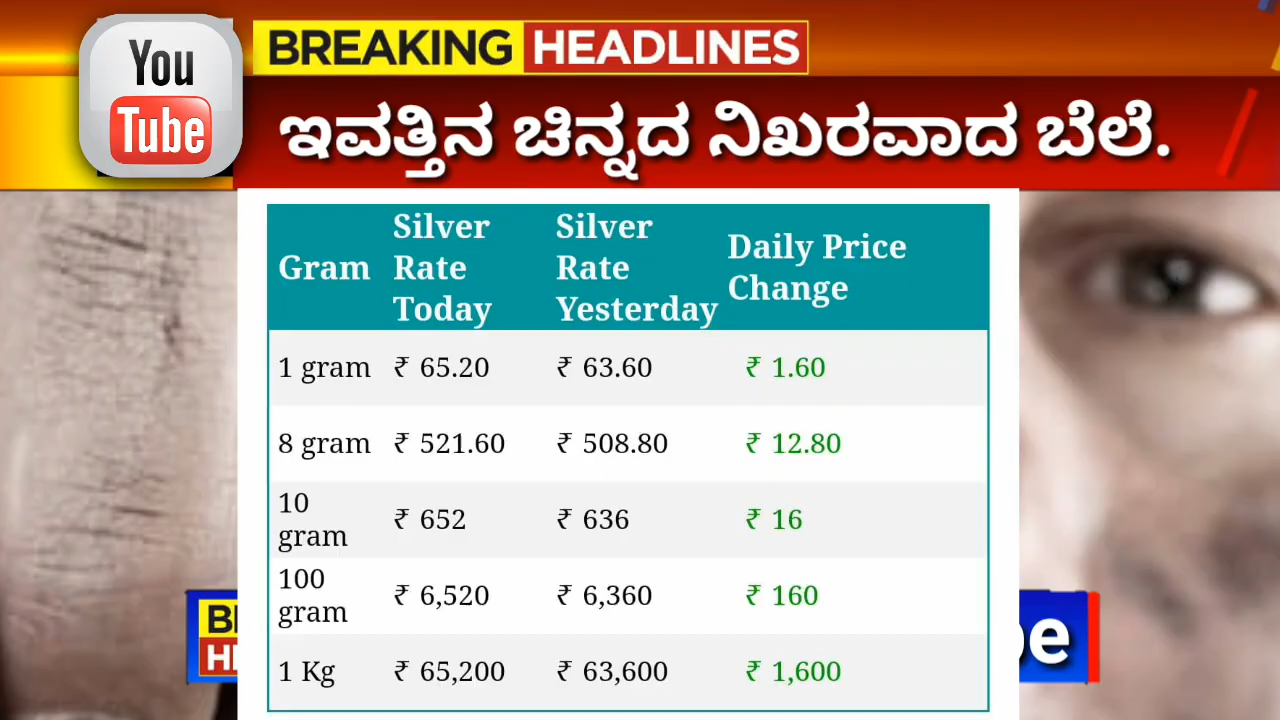 You
Tube
BREAKING HEADLINES
ಇವತ್ತಿನ ಚಿನ್ನದ ನಿಖರವಾದ ಬೆಲೆ.
Gram Silver Rate Today Silver Rate Yesterday Daily Price Change
1 gram ₹ 65.20 ₹ 63.60 ₹ 1.60
8 gram ₹ 521.60 ₹ 508.80 ₹ 12.80
10 gram ₹ 652 ₹ 636 ₹ 16
100 gram ₹ 6,520 ₹ 6,360 ₹ 160
1 Kg ₹ 65,200 ₹ 63,600 ₹ 1,600